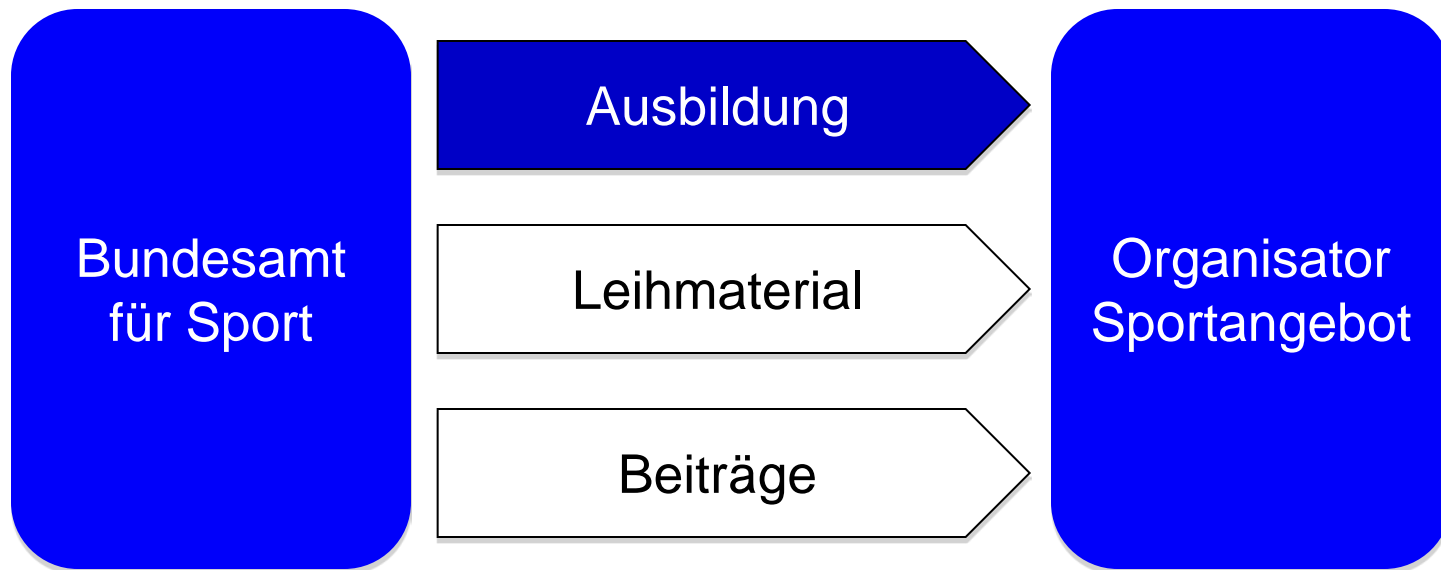 Bundesamt
für Sport
Ausbildung
Leihmaterial
Beiträge
Organisator
Sportangebot